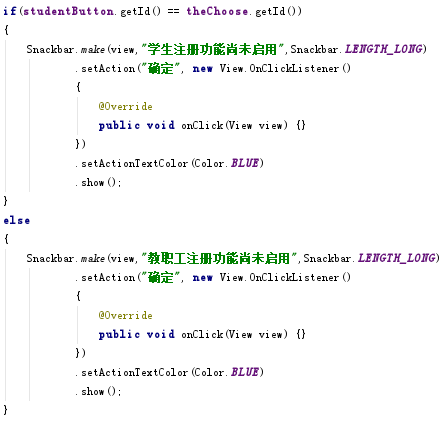 if(studentButton.getId() == theChoose.getId())
{
Snackbar.make(view,"学生注册功能尚未启用",Snackbar.LENGTH_LONG)
.setAction("确定", new View.OnClickListener()
{
@Override
public void onClick(View view) {}
})
.setActionTextColor(Color.BLUE)
.show();
}
else
{
Snackbar.make(view,"教职工注册功能尚未启用",Snackbar.LENGTH_LONG)
.setAction("确定", new View.OnClickListener()
{
@Override
public void onClick(View view) {}
})
.setActionTextColor(Color.BLUE)
.show();
}